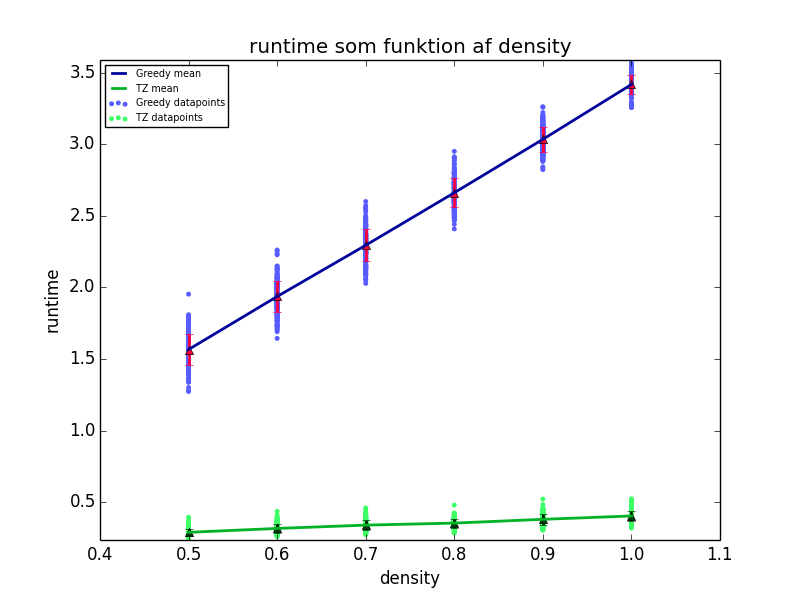 runtime som funktion af density
Greedy mean
TZ mean
Greedy datapoints
TZ datapoints
3.5
3.0
2.5
2.0
1.5
1.0
0.5
runtime
0.4 0.5 0.6 0.7 0.8 0.9 1.0 1.1
density